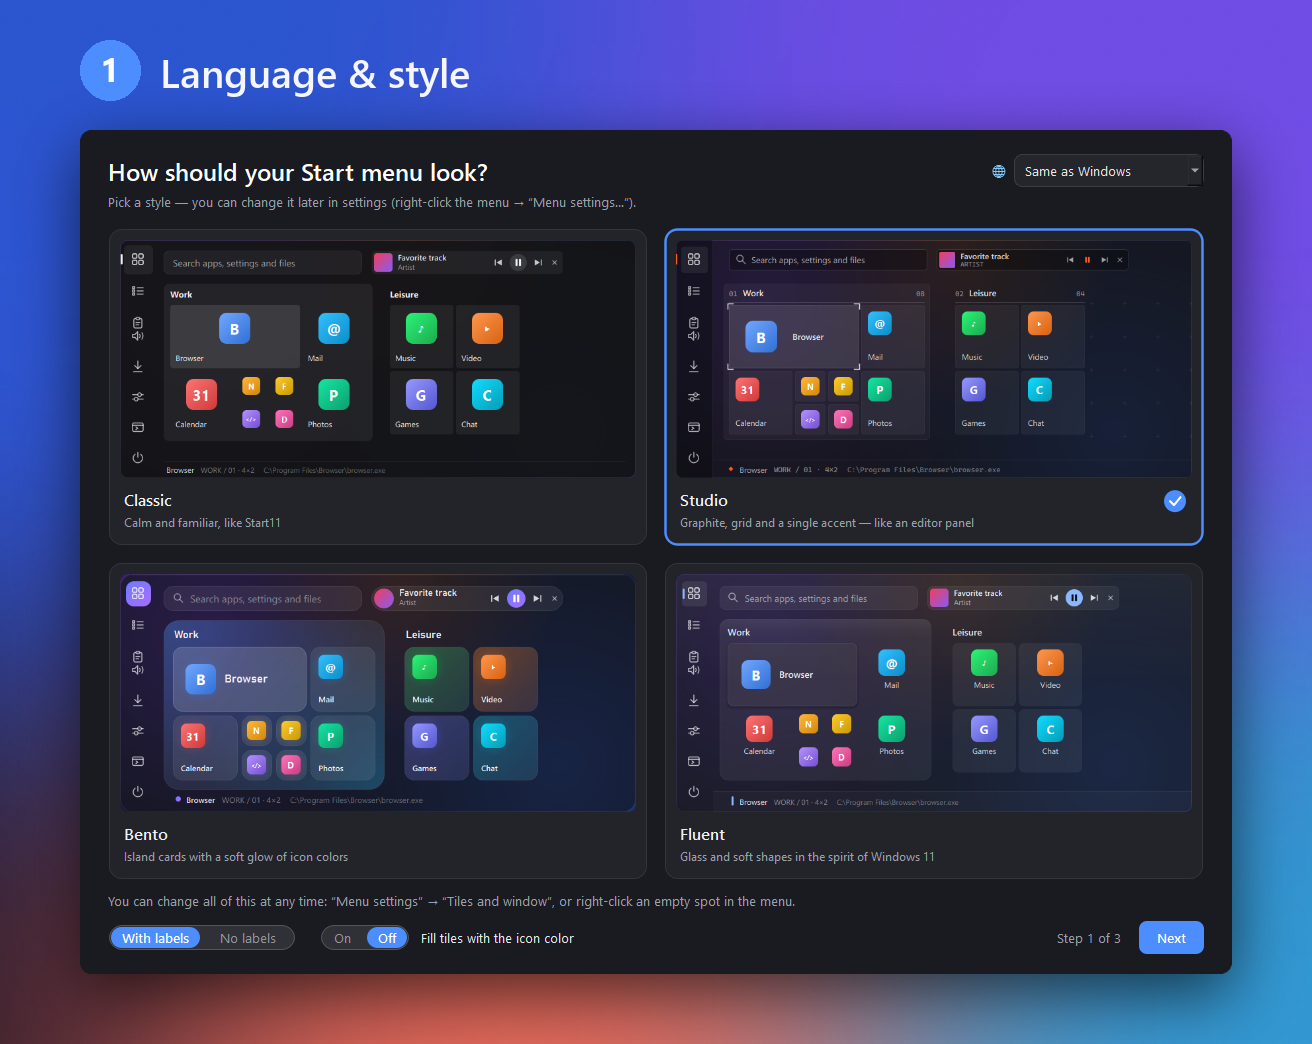 1
Language & style
How should your Start menu look?
Same as Windows
Pick a style — you can change it later in settings (right-click the menu → “Menu settings…”).
Search apps, settings and files
Favorite track
Artist
Work
Leisure
B
Browser
@
Mail
♪
Music
Video
31
Calendar
N
F
</>
D
P
Photos
G
Games
C
Chat
Browser WORK / 01 · 4×2 C:\Program Files\Browser\browser.exe
Classic
Calm and familiar, like Start11
Search apps, settings and files
Favorite track
ARTIST
01 Work 08
02 Leisure 04
B
Browser
@
Mail
♪
Music
Video
31
Calendar
N
F
</>
D
P
Photos
G
Games
C
Chat
Browser WORK / 01 · 4×2 C:\Program Files\Browser\browser.exe
Studio
Graphite, grid and a single accent — like an editor panel
Search apps, settings and files
Favorite track
Artist
Work
Leisure
B
Browser
@
Mail
♪
Music
Video
31
Calendar
N
F
</>
D
P
Photos
G
Games
C
Chat
Browser WORK / 01 · 4×2 C:\Program Files\Browser\browser.exe
Bento
Island cards with a soft glow of icon colors
Search apps, settings and files
Favorite track
Artist
Work
Leisure
B
Browser
@
Mail
♪
Music
Video
31
Calendar
N
F
</>
D
P
Photos
G
Games
C
Chat
Browser WORK / 01 · 4×2 C:\Program Files\Browser\browser.exe
Fluent
Glass and soft shapes in the spirit of Windows 11
You can change all of this at any time: “Menu settings” → “Tiles and window”, or right-click an empty spot in the menu.
With labels No labels
On Off
Fill tiles with the icon color
Step 1 of 3
Next